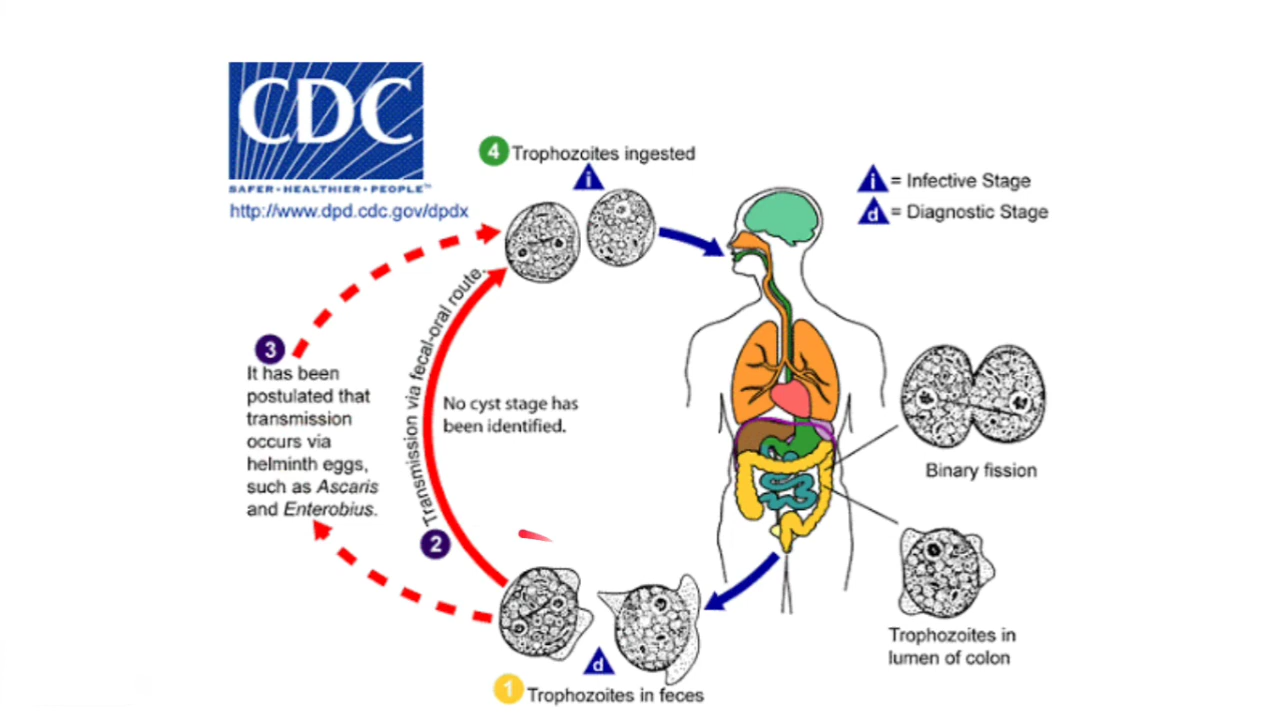 CDC
SAFER•HEALTHIER•PEOPLE™
http://www.dpd.cdc.gov/dpdx
4 Trophozoites ingested
i
i = Infective Stage
d = Diagnostic Stage
3
It has been
postulated that
transmission
occurs via
helminth eggs,
such as Ascaris
and Enterobius.
2 Transmission via fecal-oral route.
No cyst stage has
been identified.
Binary fission
Trophozoites in
lumen of colon
d
1 Trophozoites in feces